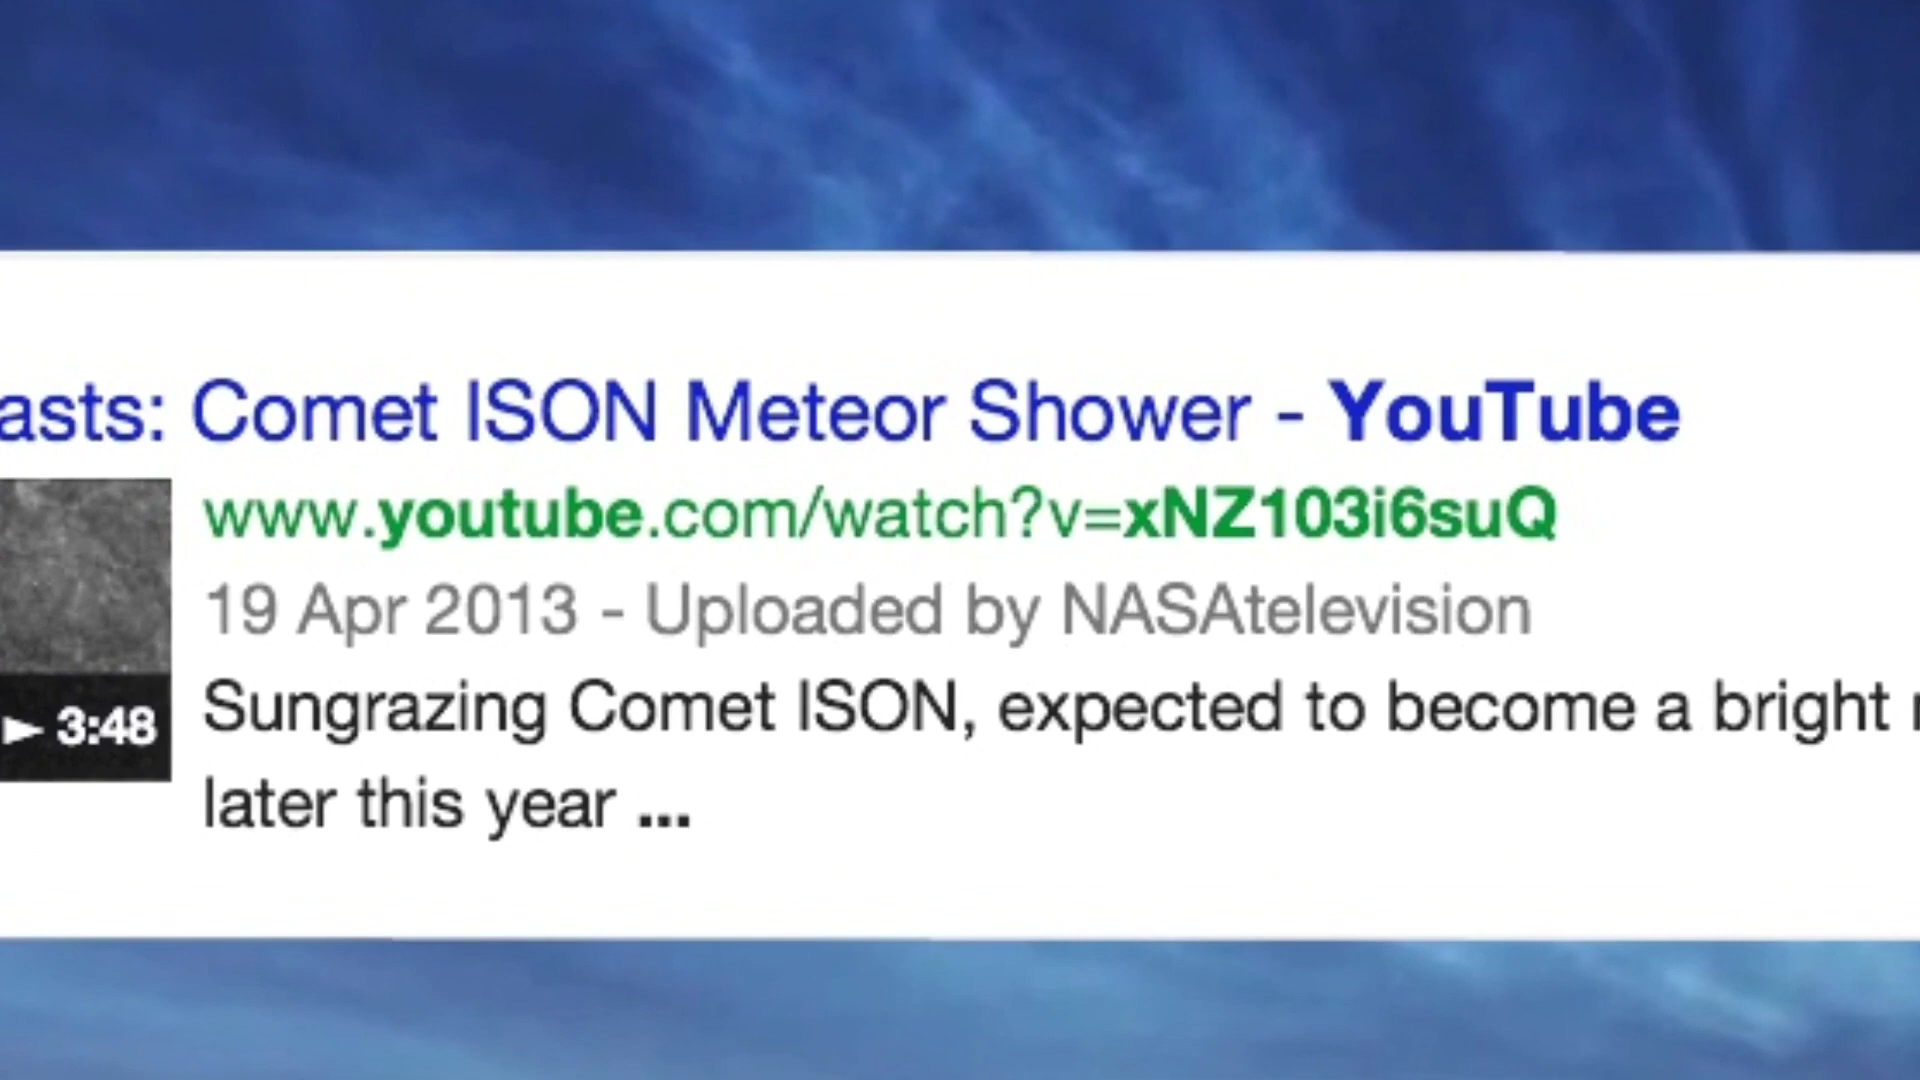 asts: Comet ISON Meteor Shower - YouTube
www.youtube.com/watch?v=xNZ103i6suQ
19 Apr 2013 - Uploaded by NASAtelevision
Sungrazing Comet ISON, expected to become a bright
► 3:48
later this year ...